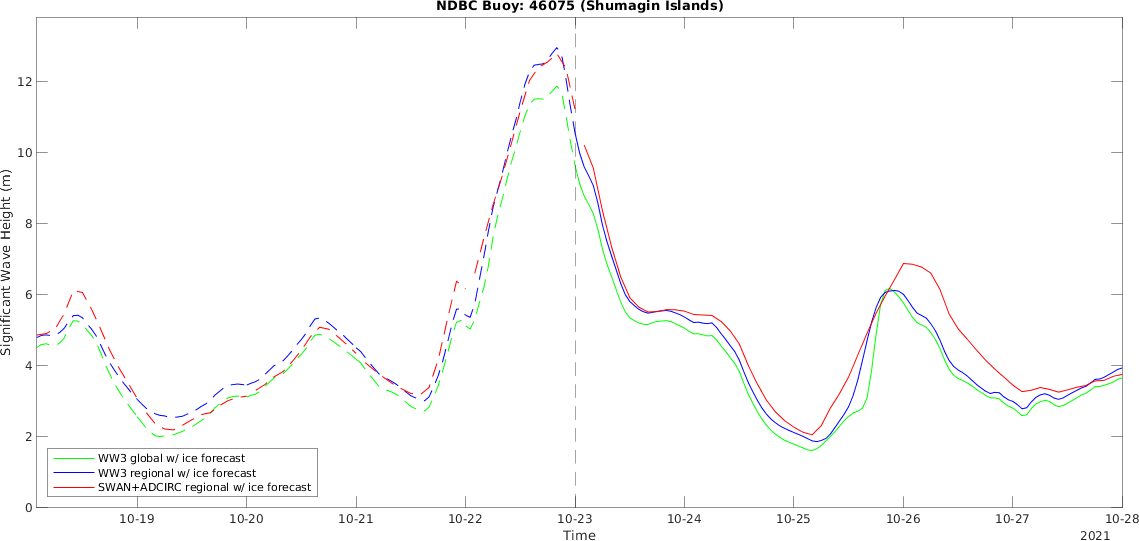 NDBC Buoy: 46075 (Shumagin Islands)
Significant Wave Height (m)
12
10
8
6
4
2
0
WW3 global w/ ice forecast
WW3 regional w/ ice forecast
SWAN+ADCIRC regional w/ ice forecast
10-19 10-20 10-21 10-22 10-23 10-24 10-25 10-26 10-27 10-28
Time
2021